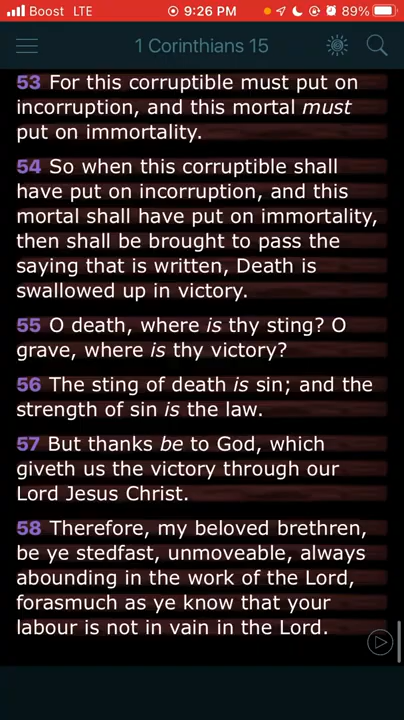 Boost LTE 9:26 PM 89%
1 Corinthians 15
53 For this corruptible must put on
incorruption, and this mortal must
put on immortality.
54 So when this corruptible shall
have put on incorruption, and this
mortal shall have put on immortality,
then shall be brought to pass the
saying that is written, Death is
swallowed up in victory.
55 O death, where is thy sting? O
grave, where is thy victory?
56 The sting of death is sin; and the
strength of sin is the law.
57 But thanks be to God, which
giveth us the victory through our
Lord Jesus Christ.
58 Therefore, my beloved brethren,
be ye stedfast, unmoveable, always
abounding in the work of the Lord,
forasmuch as ye know that your
labour is not in vain in the Lord.